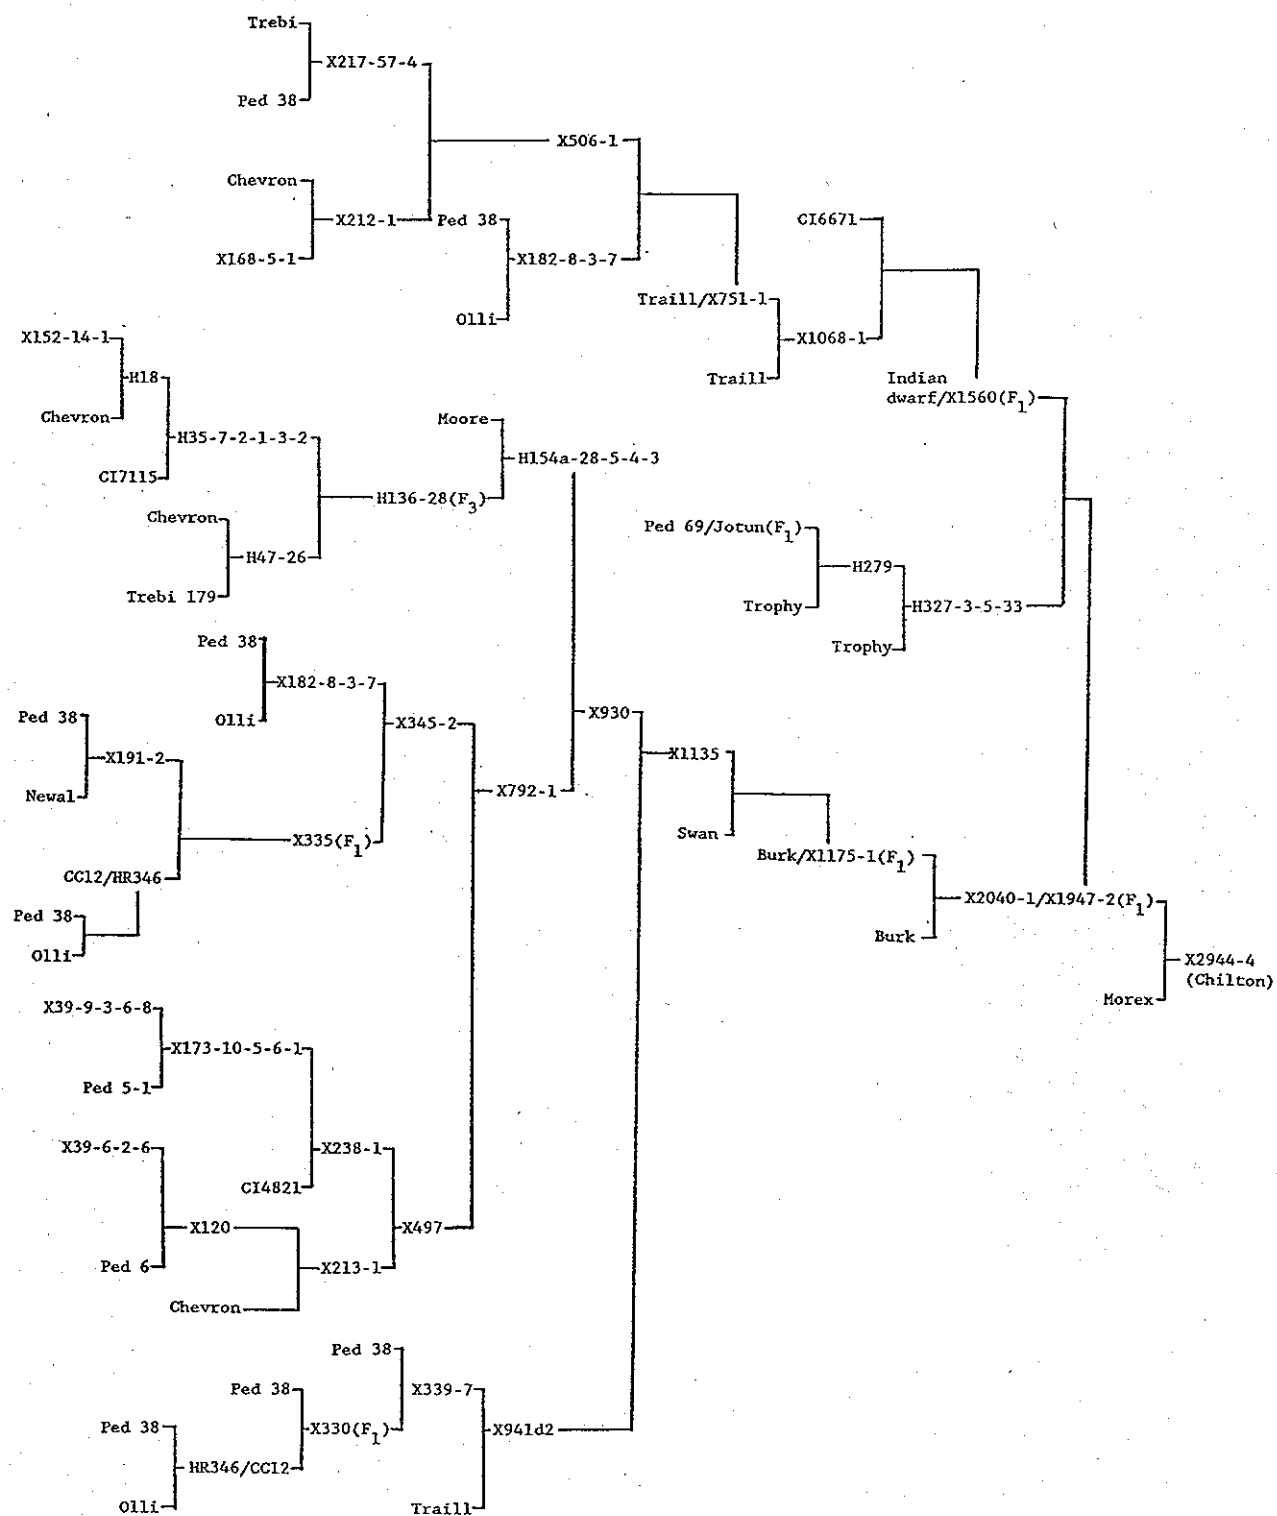 Trebi
X217-57-4
Ped 38
X506-1
Chevron
X212-1
Ped 38
CI6671
X168-5-1
X182-8-3-7
Traill/X751-1
Olli
X152-14-1
X1068-1
H18
Traill
Indian
dwarf/X1560(F1)
Chevron
Moore
H35-7-2-1-3-2
H154a-28-5-4-3
CI7115
H136-28(F3)
Chevron
Ped 69/Jotun(F1)
H47-26
H279
Trebi 179
Trophy
H327-3-5-33
Ped 38
Trophy
X182-8-3-7
Ped 38
Olli
X345-2
X930
X191-2
X1135
Newal
X792-1
X335(F1)
Swan
Burk/X1175-1(F1)
CC12/HR346
X2040-1/X1947-2(F1)
Ped 38
Burk
Olli
X2944-4
(Chilton)
Morex
X39-9-3-6-8
X173-10-5-6-1
Ped 5-1
X39-6-2-6
X238-1
CI4821
X120
X497
Ped 6
X213-1
Chevron
Ped 38
Ped 38
X339-7
Ped 38
X330(F1)
X941d2
HR346/CC12
Olli
Traill